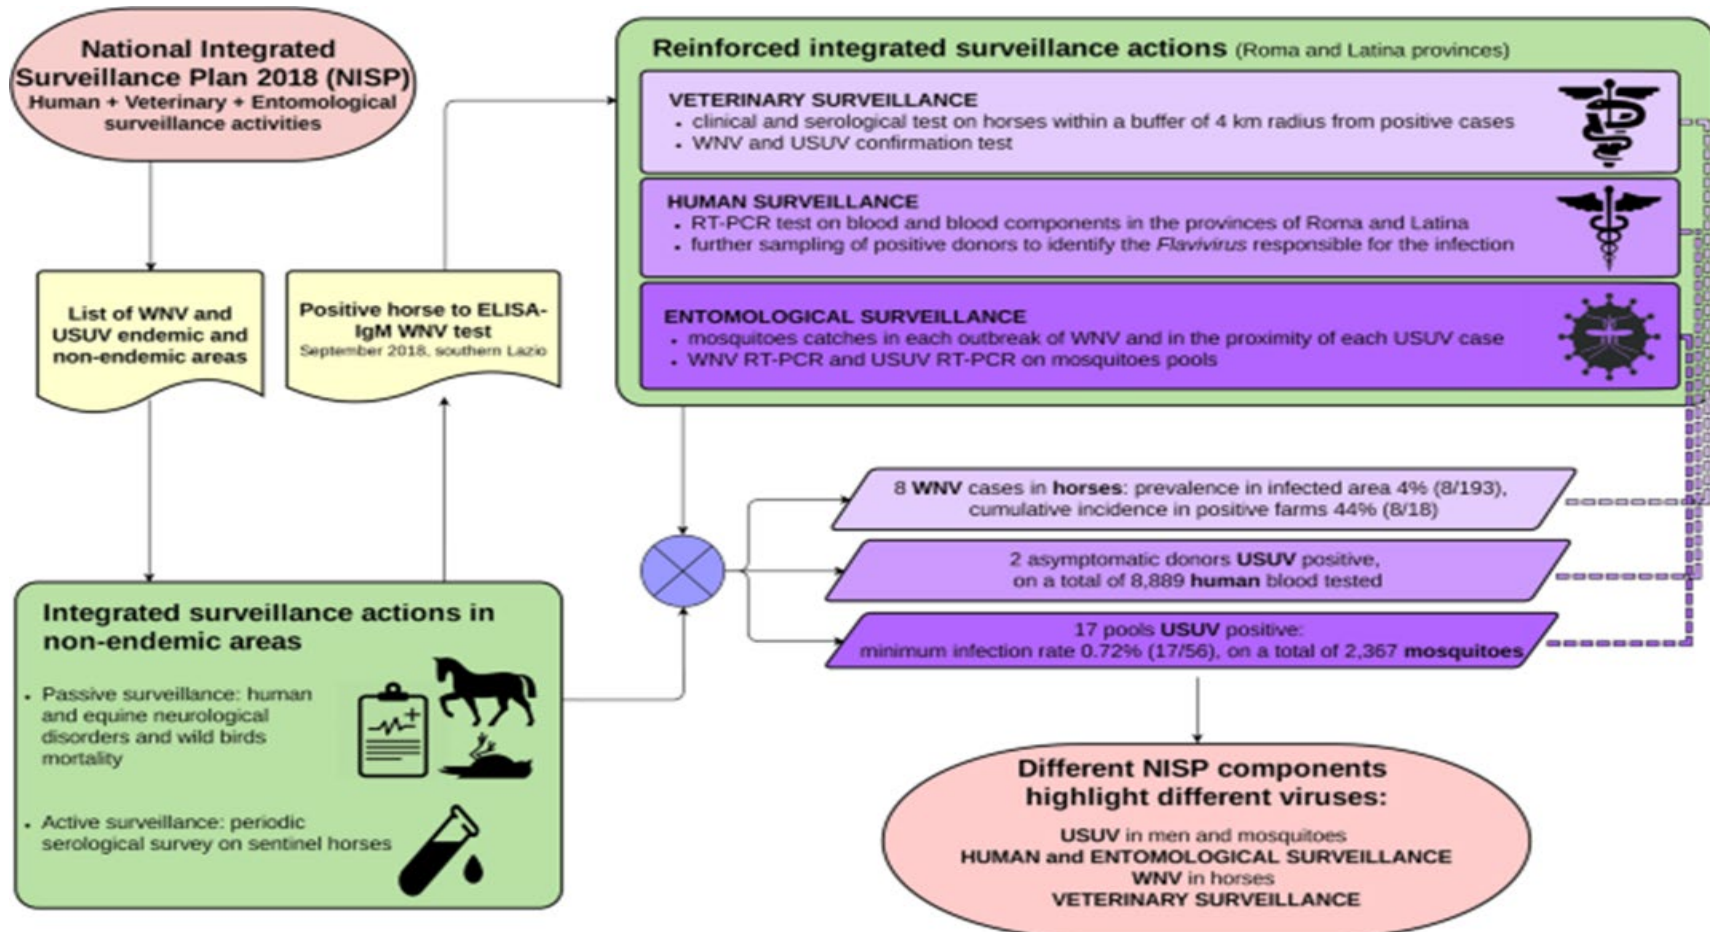 National Integrated
Surveillance Plan 2018 (NISP)
Human + Veterinary + Entomological
surveillance activities
List of WNV and
USUV endemic and
non-endemic areas
Positive horse to ELISA-
IgM WNV test
September 2018, southern Lazio
Integrated surveillance actions in
non-endemic areas
• Passive surveillance: human
and equine neurological
disorders and wild birds
mortality
• Active surveillance: periodic
serological survey on sentinel horses
Reinforced integrated surveillance actions (Roma and Latina provinces)
VETERINARY SURVEILLANCE
• clinical and serological test on horses within a buffer of 4 km radius from positive cases
• WNV and USUV confirmation test
HUMAN SURVEILLANCE
• RT-PCR test on blood and blood components in the provinces of Roma and Latina
• further sampling of positive donors to identify the Flavivirus responsible for the infection
ENTOMOLOGICAL SURVEILLANCE
• mosquitoes catches in each outbreak of WNV and in the proximity of each USUV case
• WNV RT-PCR and USUV RT-PCR on mosquitoes pools
8 WNV cases in horses: prevalence in infected area 4% (8/193),
cumulative incidence in positive farms 44% (8/18)
2 asymptomatic donors USUV positive,
on a total of 8,889 human blood tested
17 pools USUV positive:
minimum infection rate 0.72% (17/56), on a total of 2,367 mosquitoes
Different NISP components
highlight different viruses:
USUV in men and mosquitoes
HUMAN and ENTOMOLOGICAL SURVEILLANCE
WNV in horses
VETERINARY SURVEILLANCE